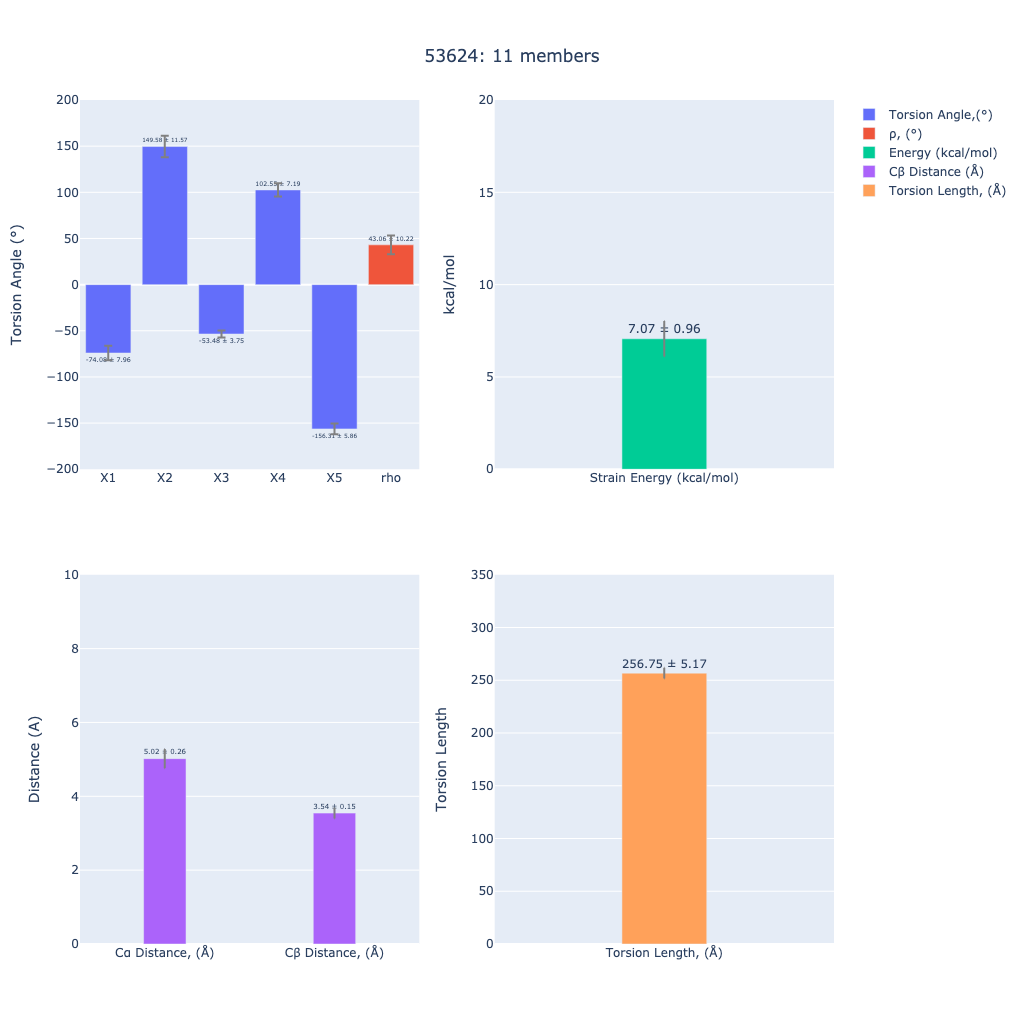 53624: 11 members
200
150
100
50
0
−50
−100
−150
−200
Torsion Angle (°)
149.58 ± 11.57
102.55 ± 7.19
43.06 ± 10.22
-53.48 ± 3.75
-74.08 ± 7.96
-156.31 ± 5.86
X1 X2 X3 X4 X5 rho
20
15
10
5
0
kcal/mol
7.07 ± 0.96
Strain Energy (kcal/mol)
Torsion Angle,(°)
ρ, (°)
Energy (kcal/mol)
Cβ Distance (Å)
Torsion Length, (Å)
10
8
6
4
2
0
Distance (A)
5.02 ± 0.26
3.54 ± 0.15
Cα Distance, (Å) Cβ Distance, (Å)
350
300
250
200
150
100
50
0
Torsion Length
256.75 ± 5.17
Torsion Length, (Å)